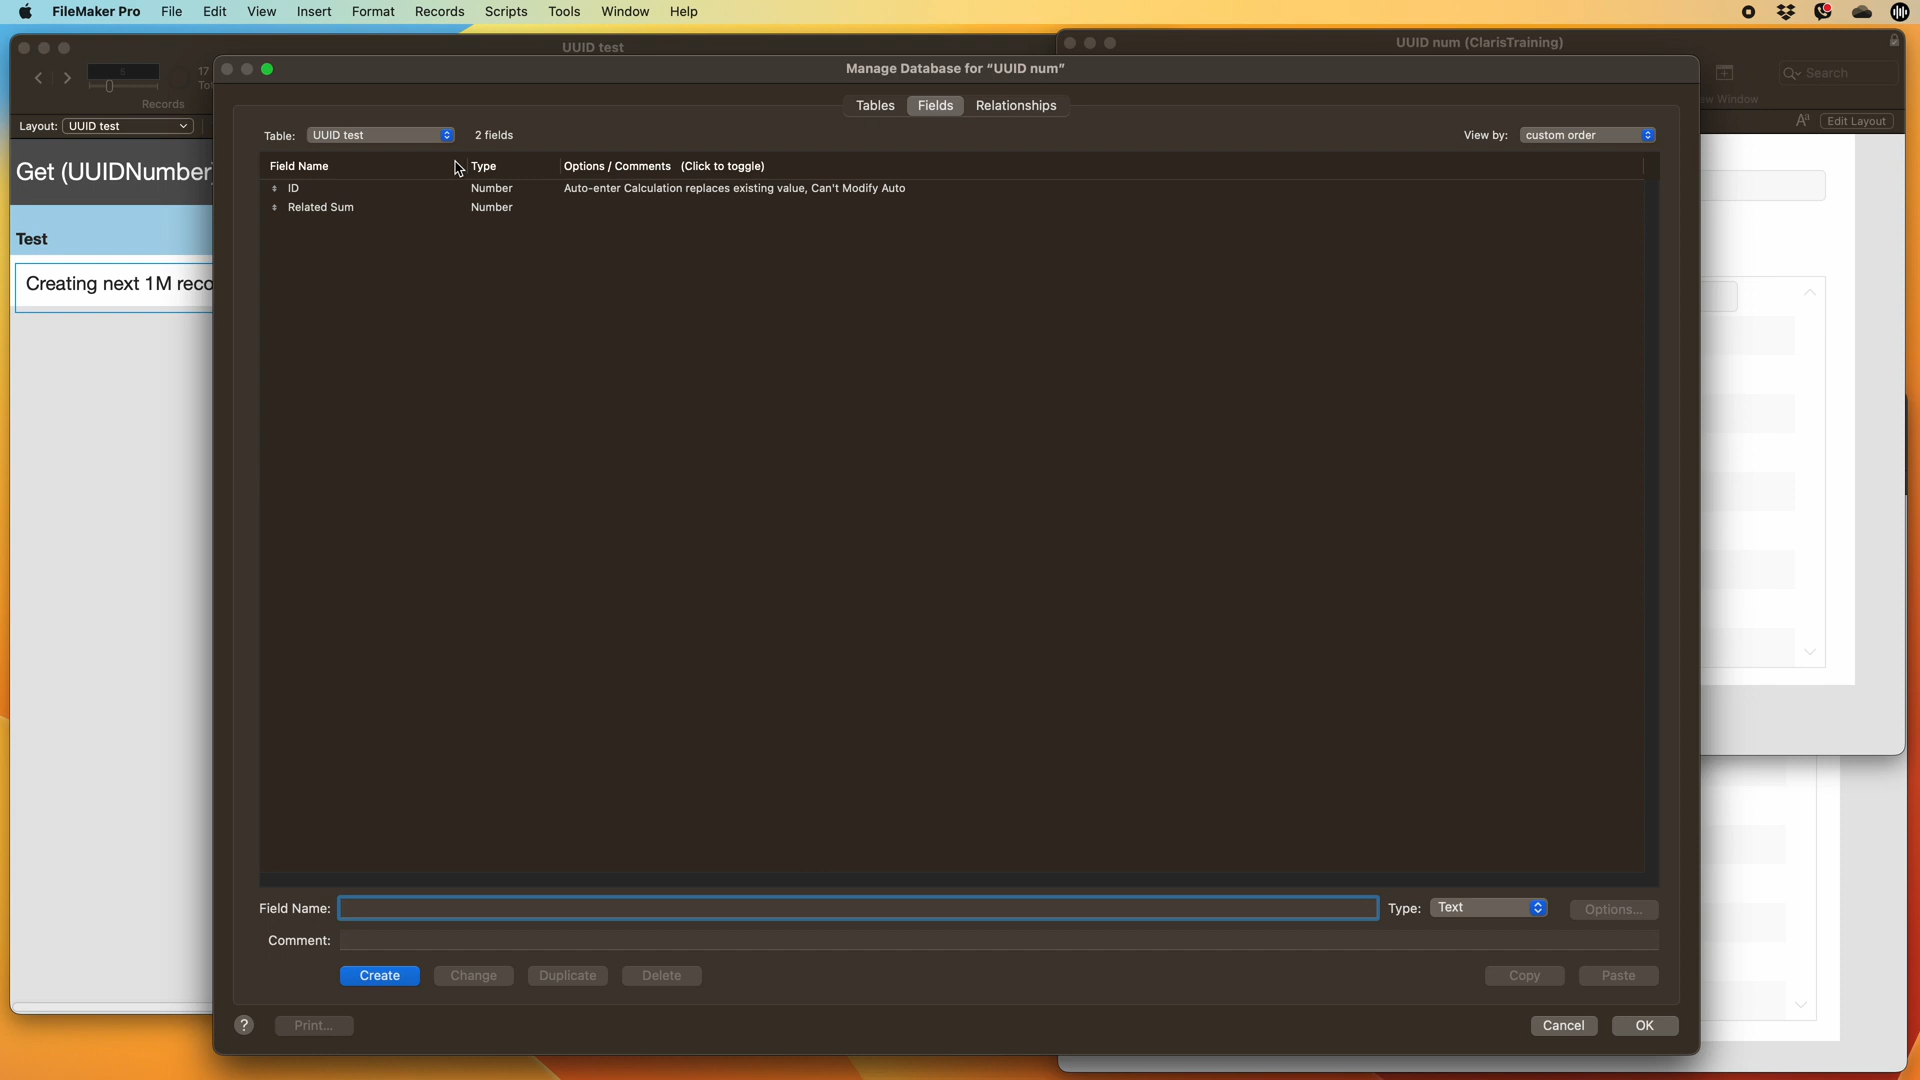 FileMaker Pro File Edit View Insert Format Records Scripts Tools Window Help
UUID test
UUID num (ClarisTraining)
Manage Database for “UUID num”
5
17
Records
Search
Layout: UUID test
Edit Layout
Get (UUIDNumber
Test
Creating next 1M reco
Tables Fields Relationships
Table: UUID test 2 fields View by: custom order
Field Name Type Options / Comments (Click to toggle)
ID Number Auto-enter Calculation replaces existing value, Can't Modify Auto
Related Sum Number
Field Name: Type: Text Options...
Comment:
Create Change Duplicate Delete Copy Paste
? Print... Cancel OK